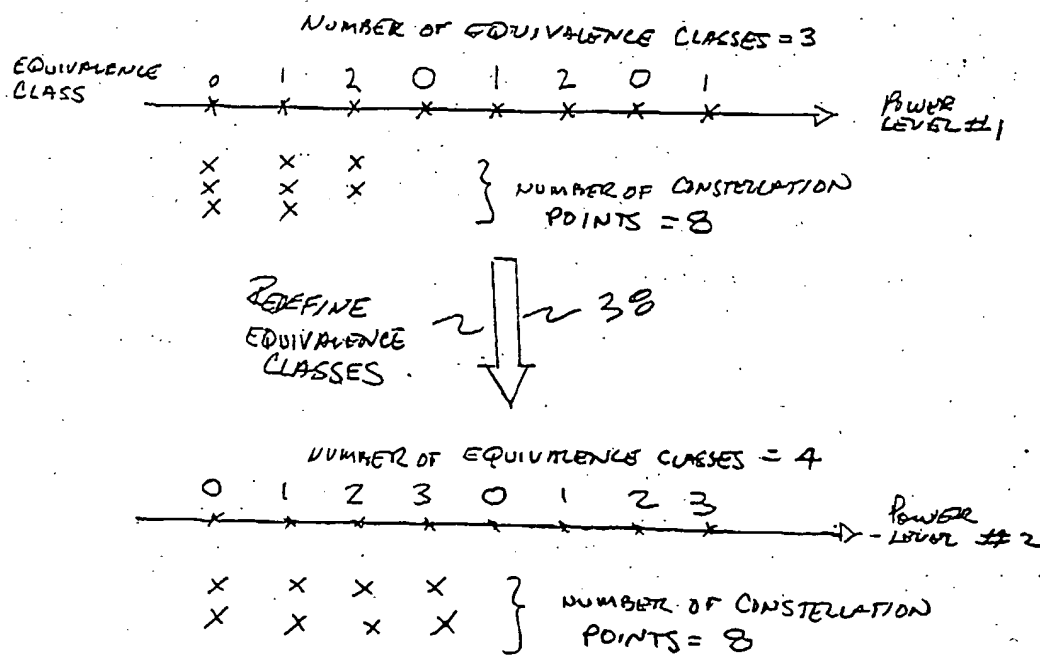 NUMBER OF EQUIVALENCE CLASSES = 3
EQUIVALENCE
CLASS
0 1 2 0 1 2 0 1
POWER
LEVEL #1
x x x
x x x
x x
NUMBER OF CONSTELLATION
POINTS = 8
REDEFINE
EQUIVALENCE
CLASSES
38
NUMBER OF EQUIVALENCE CLASSES = 4
0 1 2 3 0 1 2 3
POWER
LEVEL #2
x x x x
x x x x
NUMBER OF CONSTELLATION
POINTS = 8